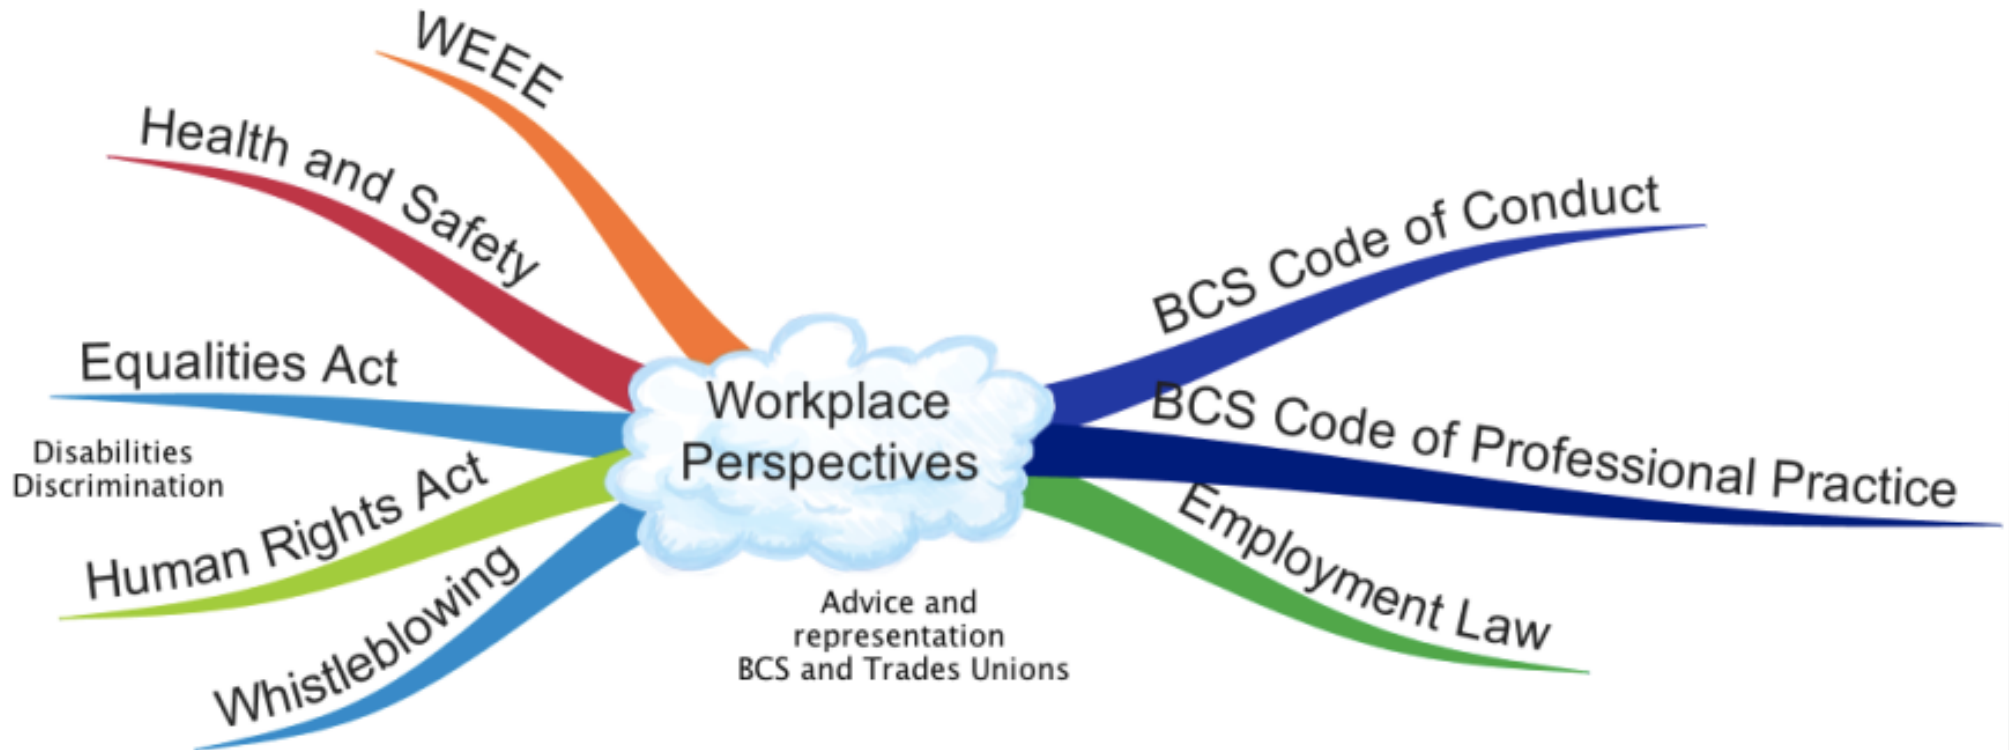 WEEE
Health and Safety
Equalities Act
Disabilities
Discrimination
Human Rights Act
Whistleblowing
Workplace
Perspectives
Advice and
representation
BCS and Trades Unions
BCS Code of Conduct
BCS Code of Professional Practice
Employment Law